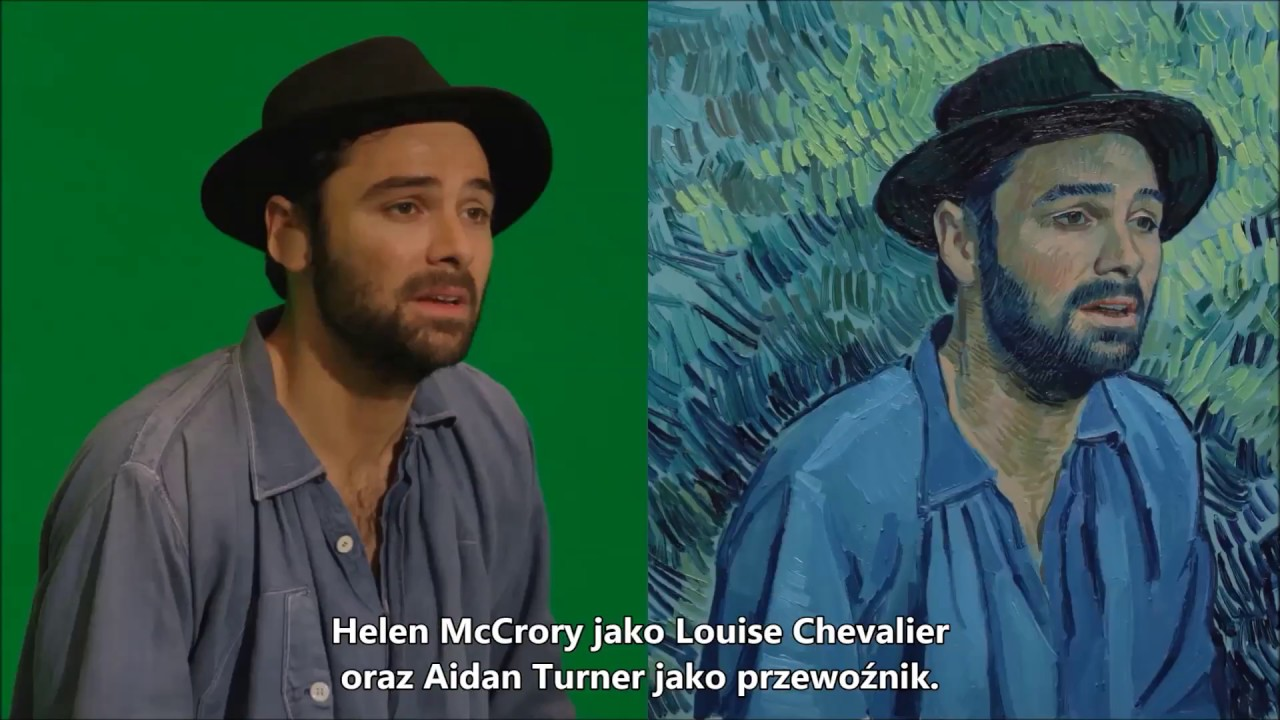 Helen McCrory jako Louise Chevalier
oraz Aidan Turner jako przewoźnik.